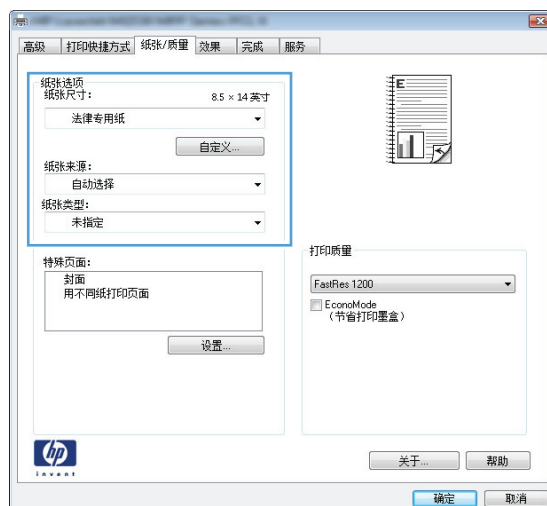 高级 打印快捷方式 纸张/质量 效果 完成 服务
纸张选项
纸张尺寸: 8.5 × 14 英寸
法律专用纸
自定义...
纸张来源:
自动选择
纸张类型:
未指定
特殊页面:
封面
用不同纸打印页面
设置...
E
打印质量
FastRes 1200
EconoMode
(节省打印墨盒)
hp
invent
关于... 帮助
确定 取消